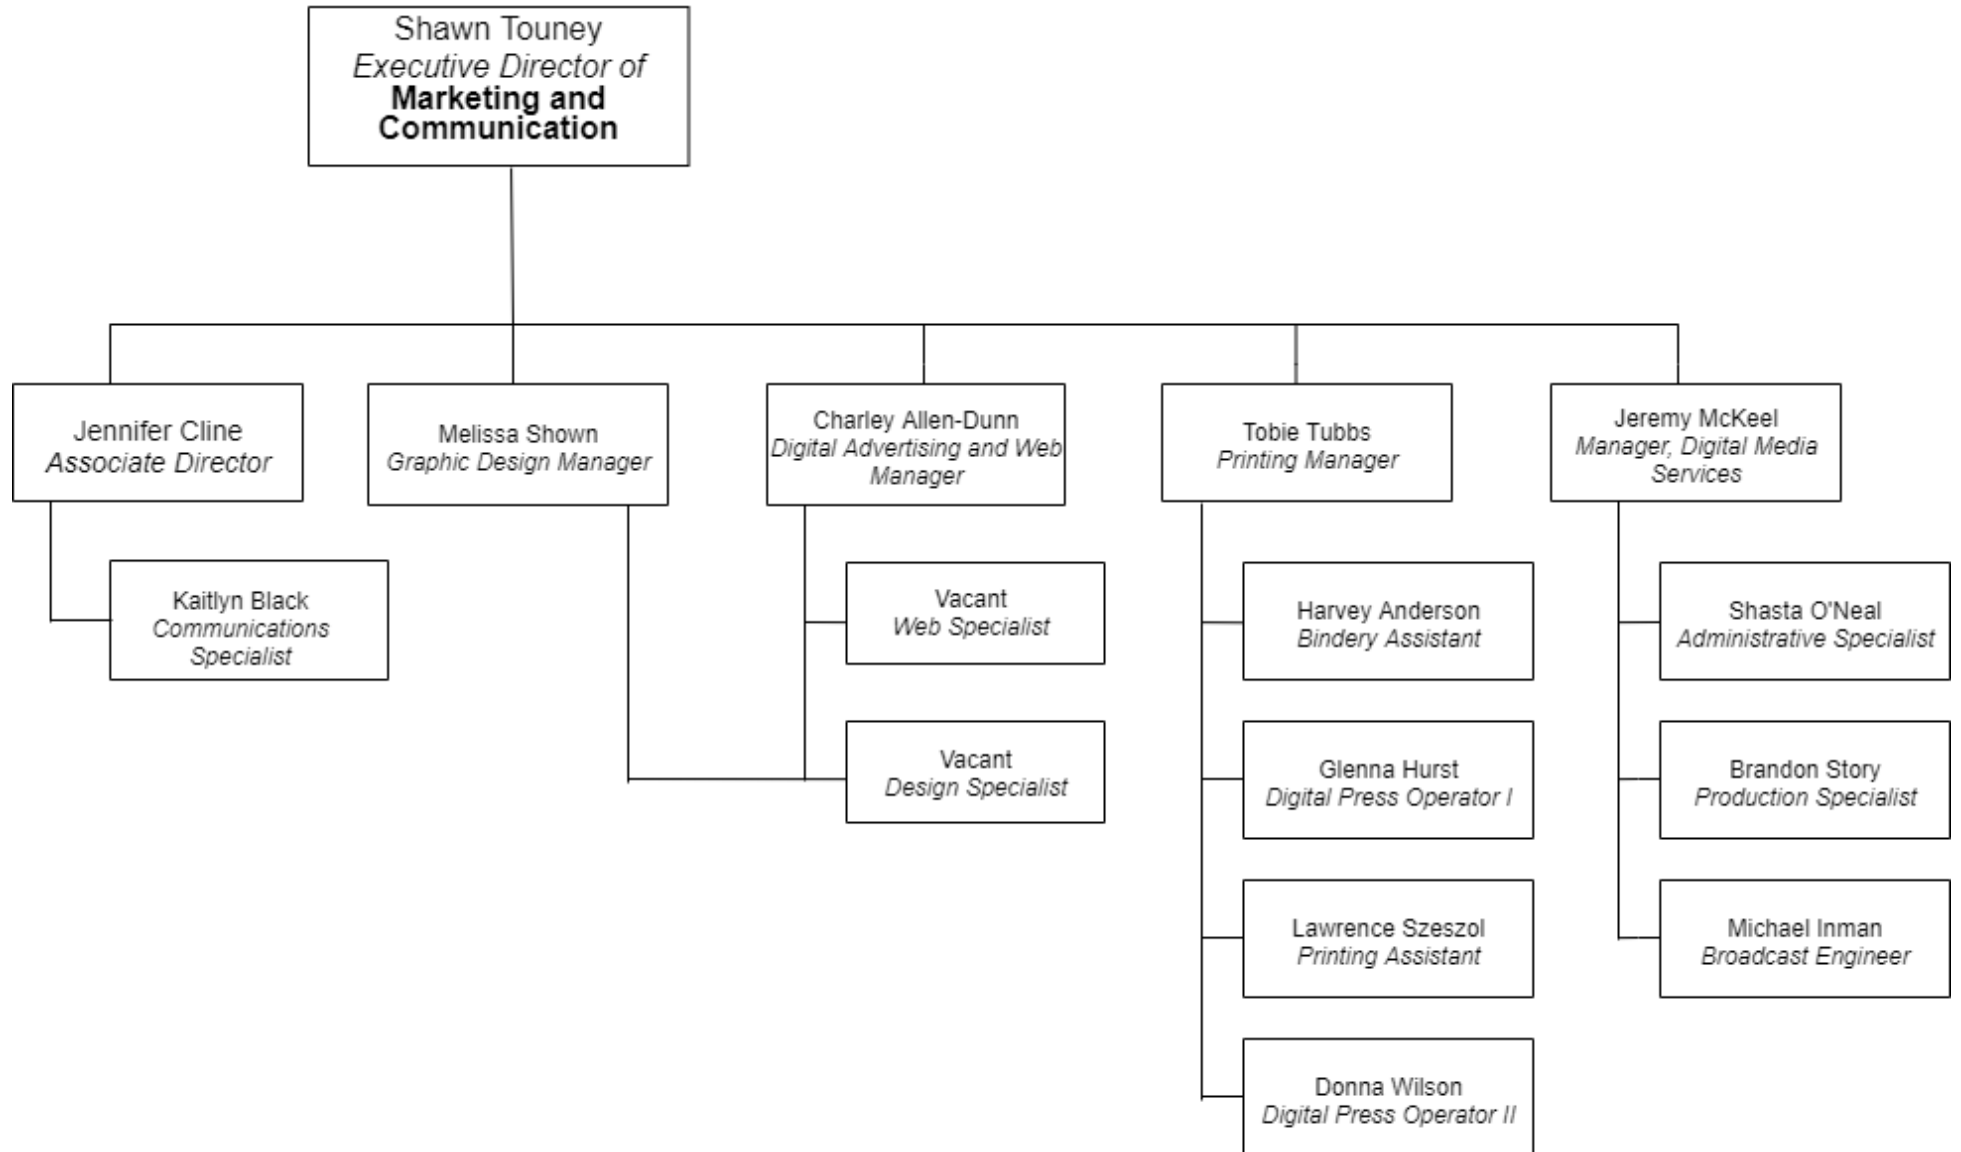 Shawn Touney
Executive Director of
Marketing and
Communication
Jennifer Cline
Associate Director
Melissa Shown
Graphic Design Manager
Charley Allen-Dunn
Digital Advertising and Web
Manager
Tobie Tubbs
Printing Manager
Jeremy McKeel
Manager, Digital Media
Services
Kaitlyn Black
Communications
Specialist
Vacant
Web Specialist
Vacant
Design Specialist
Harvey Anderson
Bindery Assistant
Glenna Hurst
Digital Press Operator I
Lawrence Szeszol
Printing Assistant
Donna Wilson
Digital Press Operator II
Shasta O'Neal
Administrative Specialist
Brandon Story
Production Specialist
Michael Inman
Broadcast Engineer